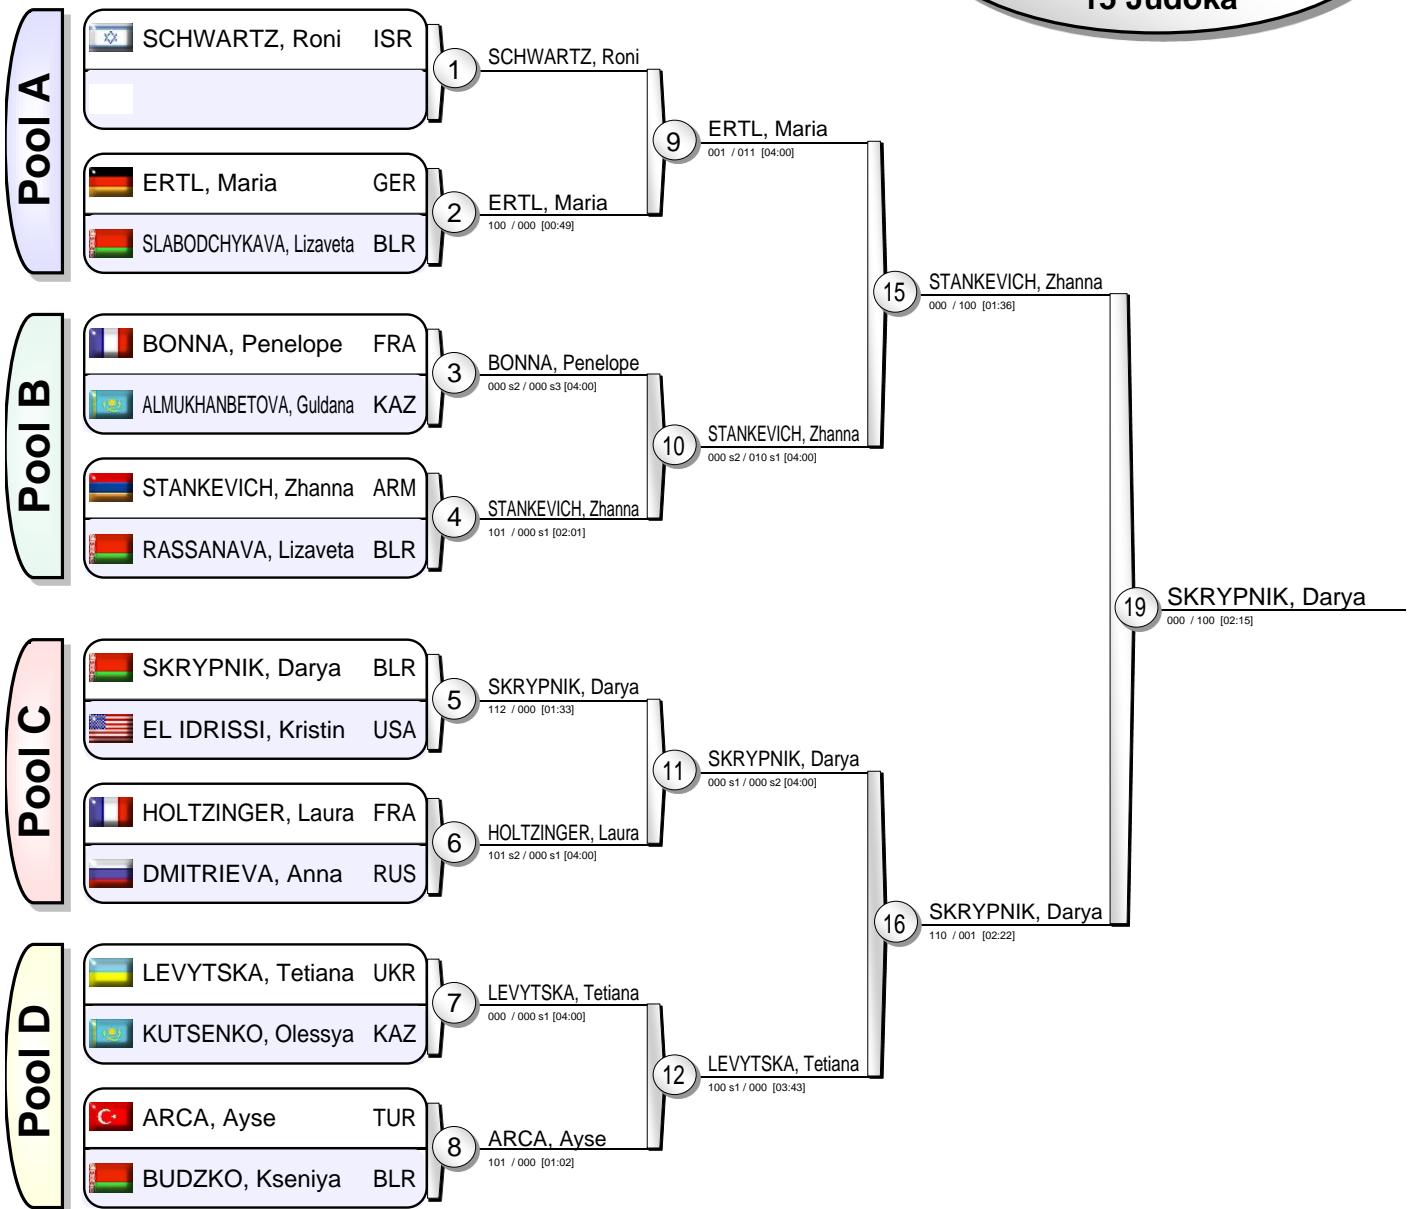 15 Judoka
Pool A
SCHWARTZ, Roni ISR
1
SCHWARTZ, Roni
ERTL, Maria GER
SLABODCHYKAVA, Lizaveta BLR
2
ERTL, Maria
100 / 000 [00:49]
9
ERTL, Maria
001 / 011 [04:00]
Pool B
BONNA, Penelope FRA
ALMUKHANBETOVA, Guldana KAZ
3
BONNA, Penelope
000 s2 / 000 s3 [04:00]
STANKEVICH, Zhanna ARM
RASSANAVA, Lizaveta BLR
4
STANKEVICH, Zhanna
101 / 000 s1 [02:01]
10
STANKEVICH, Zhanna
000 s2 / 010 s1 [04:00]
15
STANKEVICH, Zhanna
000 / 100 [01:36]
Pool C
SKRYPNIK, Darya BLR
EL IDRISSI, Kristin USA
5
SKRYPNIK, Darya
112 / 000 [01:33]
HOLTZINGER, Laura FRA
DMITRIEVA, Anna RUS
6
HOLTZINGER, Laura
101 s2 / 000 s1 [04:00]
11
SKRYPNIK, Darya
000 s1 / 000 s2 [04:00]
Pool D
LEVYTSKA, Tetiana UKR
KUTSENKO, Olessya KAZ
7
LEVYTSKA, Tetiana
000 / 000 s1 [04:00]
ARCA, Ayse TUR
BUDZKO, Kseniya BLR
8
ARCA, Ayse
101 / 000 [01:02]
12
LEVYTSKA, Tetiana
100 s1 / 000 [03:43]
16
SKRYPNIK, Darya
110 / 001 [02:22]
19
SKRYPNIK, Darya
000 / 100 [02:15]